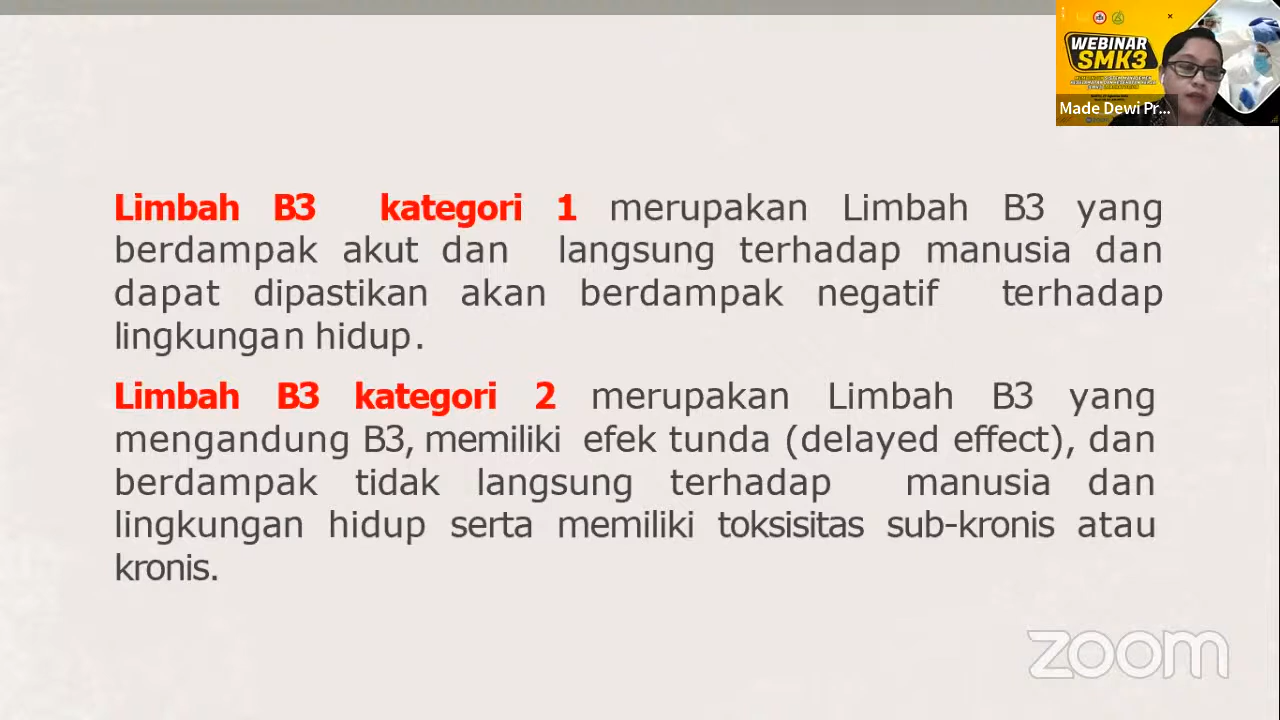 WEBINAR
SMK3
Made Dewi Pr...
Limbah B3 kategori 1 merupakan Limbah B3 yang
berdampak akut dan langsung terhadap manusia dan
dapat dipastikan akan berdampak negatif terhadap
lingkungan hidup.
Limbah B3 kategori 2 merupakan Limbah B3 yang
mengandung B3, memiliki efek tunda (delayed effect), dan
berdampak tidak langsung terhadap manusia dan
lingkungan hidup serta memiliki toksisitas sub-kronis atau
kronis.
zoom